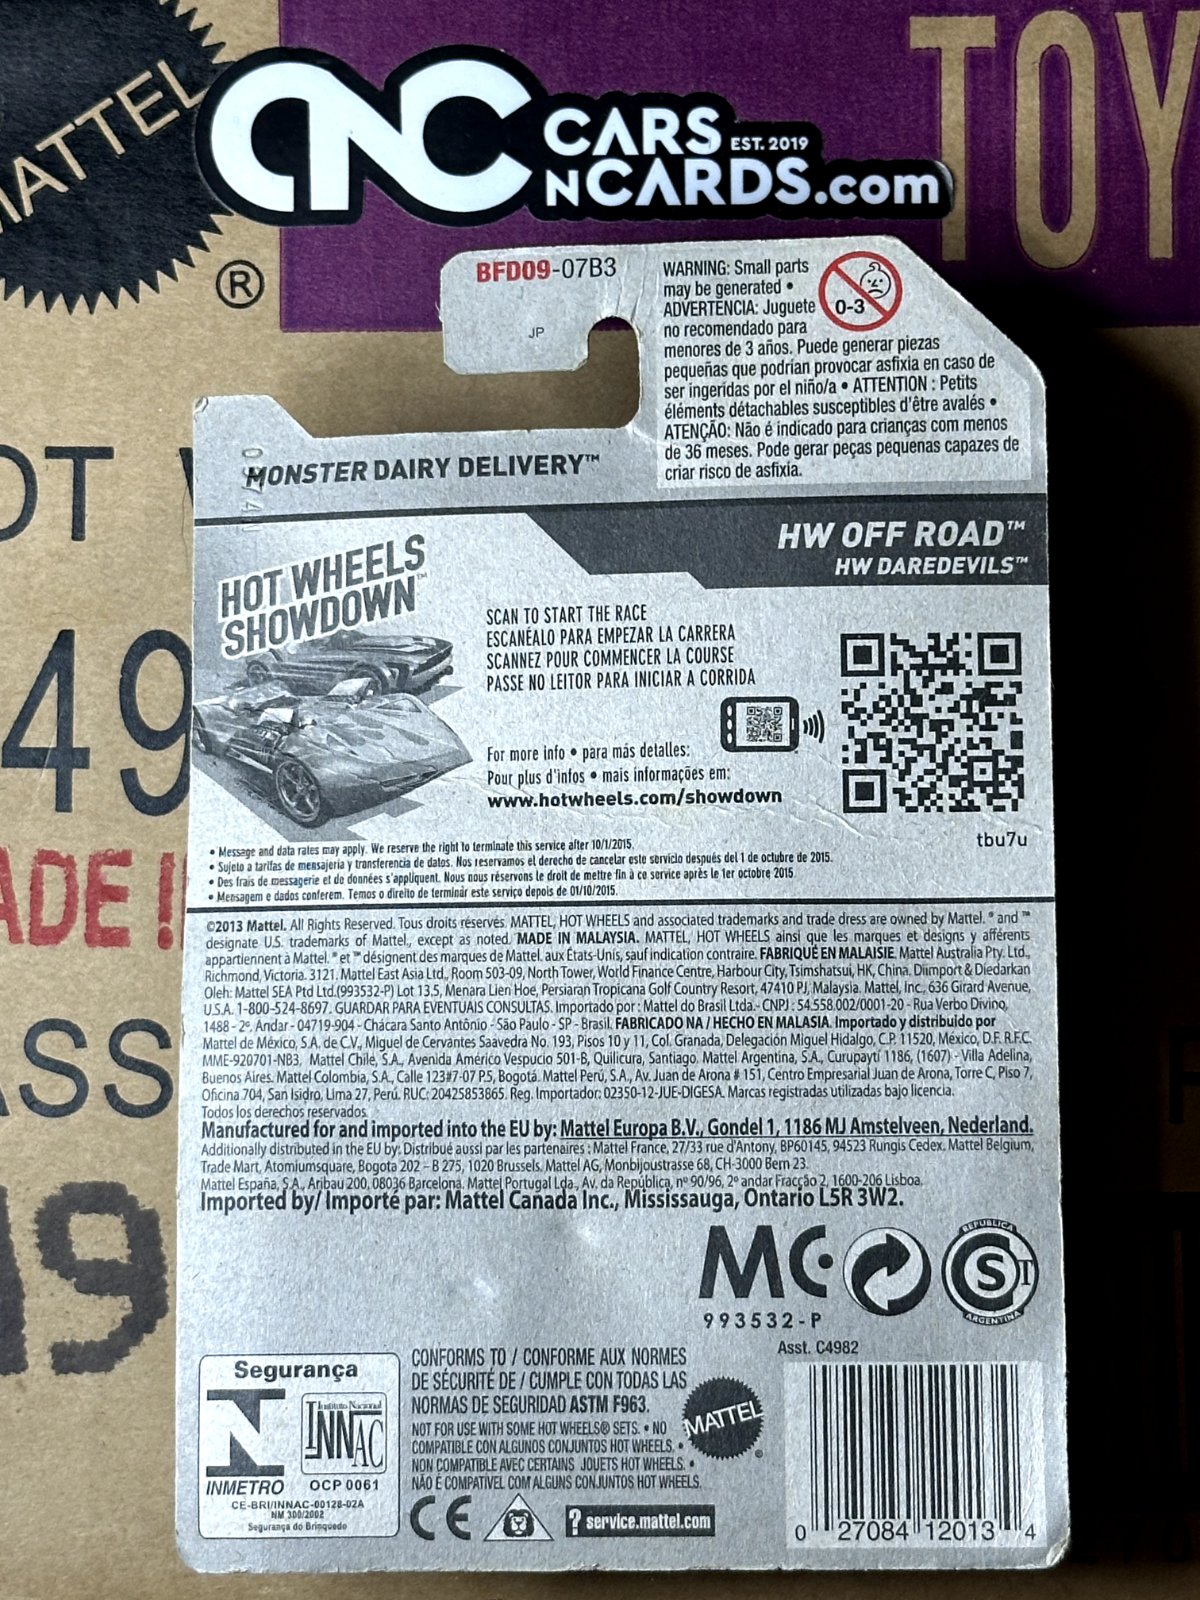 MATTEL
®
TOY
CNC CARS EST. 2019
NCARDS.com
BFD09-07B3
JP
WARNING: Small parts
may be generated •
ADVERTENCIA: Juguete
no recomendado para
menores de 3 años. Puede generar piezas
pequeñas que podrían provocar asfixia en caso de
ser ingeridas por el niño/a • ATTENTION : Petits
éléments détachables susceptibles d'être avalés •
ATENÇÃO: Não é indicado para crianças com menos
de 36 meses. Pode gerar peças pequenas capazes de
criar risco de asfixia.
0-3
MONSTER DAIRY DELIVERY™
HW OFF ROAD™
HW DAREDEVILS™
HOT WHEELS
SHOWDOWN™
SCAN TO START THE RACE
ESCANÉALO PARA EMPEZAR LA CARRERA
SCANNEZ POUR COMMENCER LA COURSE
PASSE NO LEITOR PARA INICIAR A CORRIDA
For more info • para más detalles:
Pour plus d'infos • mais informações em:
www.hotwheels.com/showdown
tbu7u
• Message and data rates may apply. We reserve the right to terminate this service after 10/1/2015.
• Sujeto a tarifas de mensajería y transferencia de datos. Nos reservamos el derecho de cancelar este servicio después del 1 de octubre de 2015.
• Des frais de messagerie et de données s'appliquent. Nous nous réservons le droit de mettre fin à ce service après le 1er octobre 2015.
• Mensagem e dados conferem. Temos o direito de terminar este serviço depois de 01/10/2015.
©2013 Mattel. All Rights Reserved. Tous droits réservés. MATTEL, HOT WHEELS and associated trademarks and trade dress are owned by Mattel. ® and ™
designate U.S. trademarks of Mattel, except as noted. MADE IN MALAYSIA. MATTEL, HOT WHEELS ainsi que les marques et designs y afférents
appartiennent à Mattel. ® et ™ désignent des marques de Mattel. aux États-Unis, sauf indication contraire. FABRIQUÉ EN MALAISIE. Mattel Australia Pty. Ltd.,
Richmond, Victoria. 3121. Mattel East Asia Ltd., Room 503-09, North Tower, World Finance Centre, Harbour City, Tsimshatsui, HK, China. Diimport & Diedarkan
Oleh: Mattel SEA Ptd Ltd.(993532-P) Lot 13.5, Menara Lien Hoe, Persiaran Tropicana Golf Country Resort, 47410 PJ, Malaysia. Mattel, Inc., 636 Girard Avenue,
U.S.A. 1-800-524-8697. GUARDAR PARA EVENTUAIS CONSULTAS. Importado por : Mattel do Brasil Ltda.- CNPJ : 54.558.002/0001-20 - Rua Verbo Divino,
1488 - 2º. Andar - 04719-904 - Chácara Santo Antônio - São Paulo - SP - Brasil. FABRICADO NA / HECHO EN MALASIA. Importado y distribuido por
Mattel de México, S.A. de C.V., Miguel de Cervantes Saavedra No. 193, Pisos 10 y 11, Col. Granada, Delegación Miguel Hidalgo, C.P. 11520, México, D.F. R.F.C.
MME-920701-NB3. Mattel Chile, S.A., Avenida Américo Vespucio 501-B, Quilicura, Santiago. Mattel Argentina, S.A., Curupaytí 1186, (1607) - Villa Adelina,
Buenos Aires. Mattel Colombia, S.A., Calle 123#7-07 P.5, Bogotá. Mattel Perú, S.A., Av. Juan de Arona # 151, Centro Empresarial Juan de Arona, Torre C, Piso 7,
Oficina 704, San Isidro, Lima 27, Perú. RUC: 20425853865. Reg. Importador: 02350-12-JUE-DIGESA. Marcas registradas utilizadas bajo licencia.
Todos los derechos reservados.
Manufactured for and imported into the EU by: Mattel Europa B.V., Gondel 1, 1186 MJ Amstelveen, Nederland.
Additionally distributed in the EU by: Distribué aussi par les partenaires : Mattel France, 27/33 rue d'Antony, BP60145, 94523 Rungis Cedex. Mattel Belgium,
Trade Mart, Atomiumsquare, Bogota 202 – B 275, 1020 Brussels. Mattel AG, Monbijoustrasse 68, CH-3000 Bern 23.
Mattel España, S.A., Aribau 200, 08036 Barcelona. Mattel Portugal Lda., Av. da República, nº 90/96, 2º andar Fracção 2, 1600-206 Lisboa.
Imported by/ Importé par: Mattel Canada Inc., Mississauga, Ontario L5R 3W2.
MC
993532-P
REPUBLICA
S T
ARGENTINA
Asst. C4982
Segurança
Instituto Nacional
INNAC
INMETRO OCP 0061
CE-BRI/INNAC-00128-02A
NM 300/2002
Segurança do Brinquedo
CONFORMS TO / CONFORME AUX NORMES
DE SÉCURITÉ DE / CUMPLE CON TODAS LAS
NORMAS DE SEGURIDAD ASTM F963.
NOT FOR USE WITH SOME HOT WHEELS® SETS. • NO
COMPATIBLE CON ALGUNOS CONJUNTOS HOT WHEELS. •
NON COMPATIBLE AVEC CERTAINS JOUETS HOT WHEELS. •
NÃO É COMPATÍVEL COM ALGUNS CONJUNTOS HOT WHEELS.
MATTEL
®
CE
? service.mattel.com
0 27084 12013 4
OT
49
ADE I
ASS
19